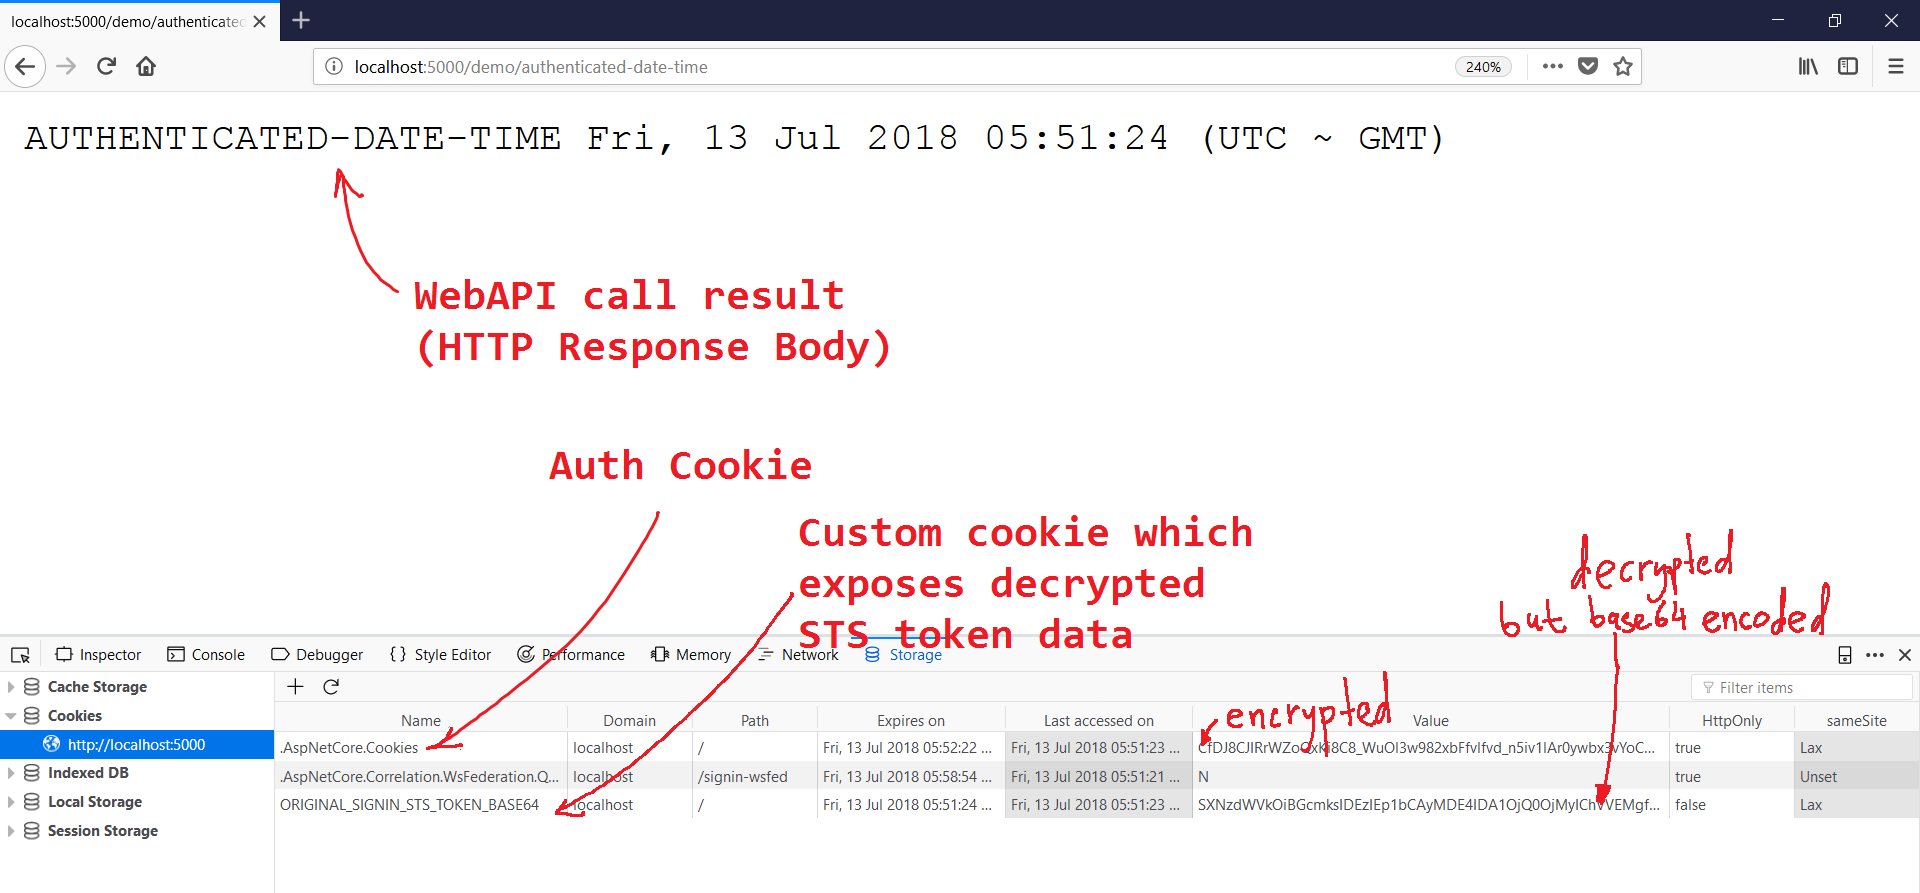 localhost:5000/demo/authenticated
localhost:5000/demo/authenticated-date-time
240%
AUTHENTICATED-DATE-TIME Fri, 13 Jul 2018 05:51:24 (UTC ~ GMT)
WebAPI call result
(HTTP Response Body)
Auth Cookie
Custom cookie which
exposes decrypted
STS token data
decrypted
but base64 encoded
Inspector Console Debugger {} Style Editor Performance Memory Network Storage
Cache Storage
Cookies
http://localhost:5000
Indexed DB
Local Storage
Session Storage
Filter items
encrypted
Name Domain Path Expires on Last accessed on Value HttpOnly sameSite
.AspNetCore.Cookies localhost / Fri, 13 Jul 2018 05:52:22 ... Fri, 13 Jul 2018 05:51:23 ... true Lax
.AspNetCore.Correlation.WsFederation.Q... localhost /signin-wsfed Fri, 13 Jul 2018 05:58:54 ... Fri, 13 Jul 2018 05:51:21 ... N true Unset
ORIGINAL_SIGNIN_STS_TOKEN_BASE64 localhost / Fri, 13 Jul 2018 05:51:24 ... Fri, 13 Jul 2018 05:51:23 ... false Lax